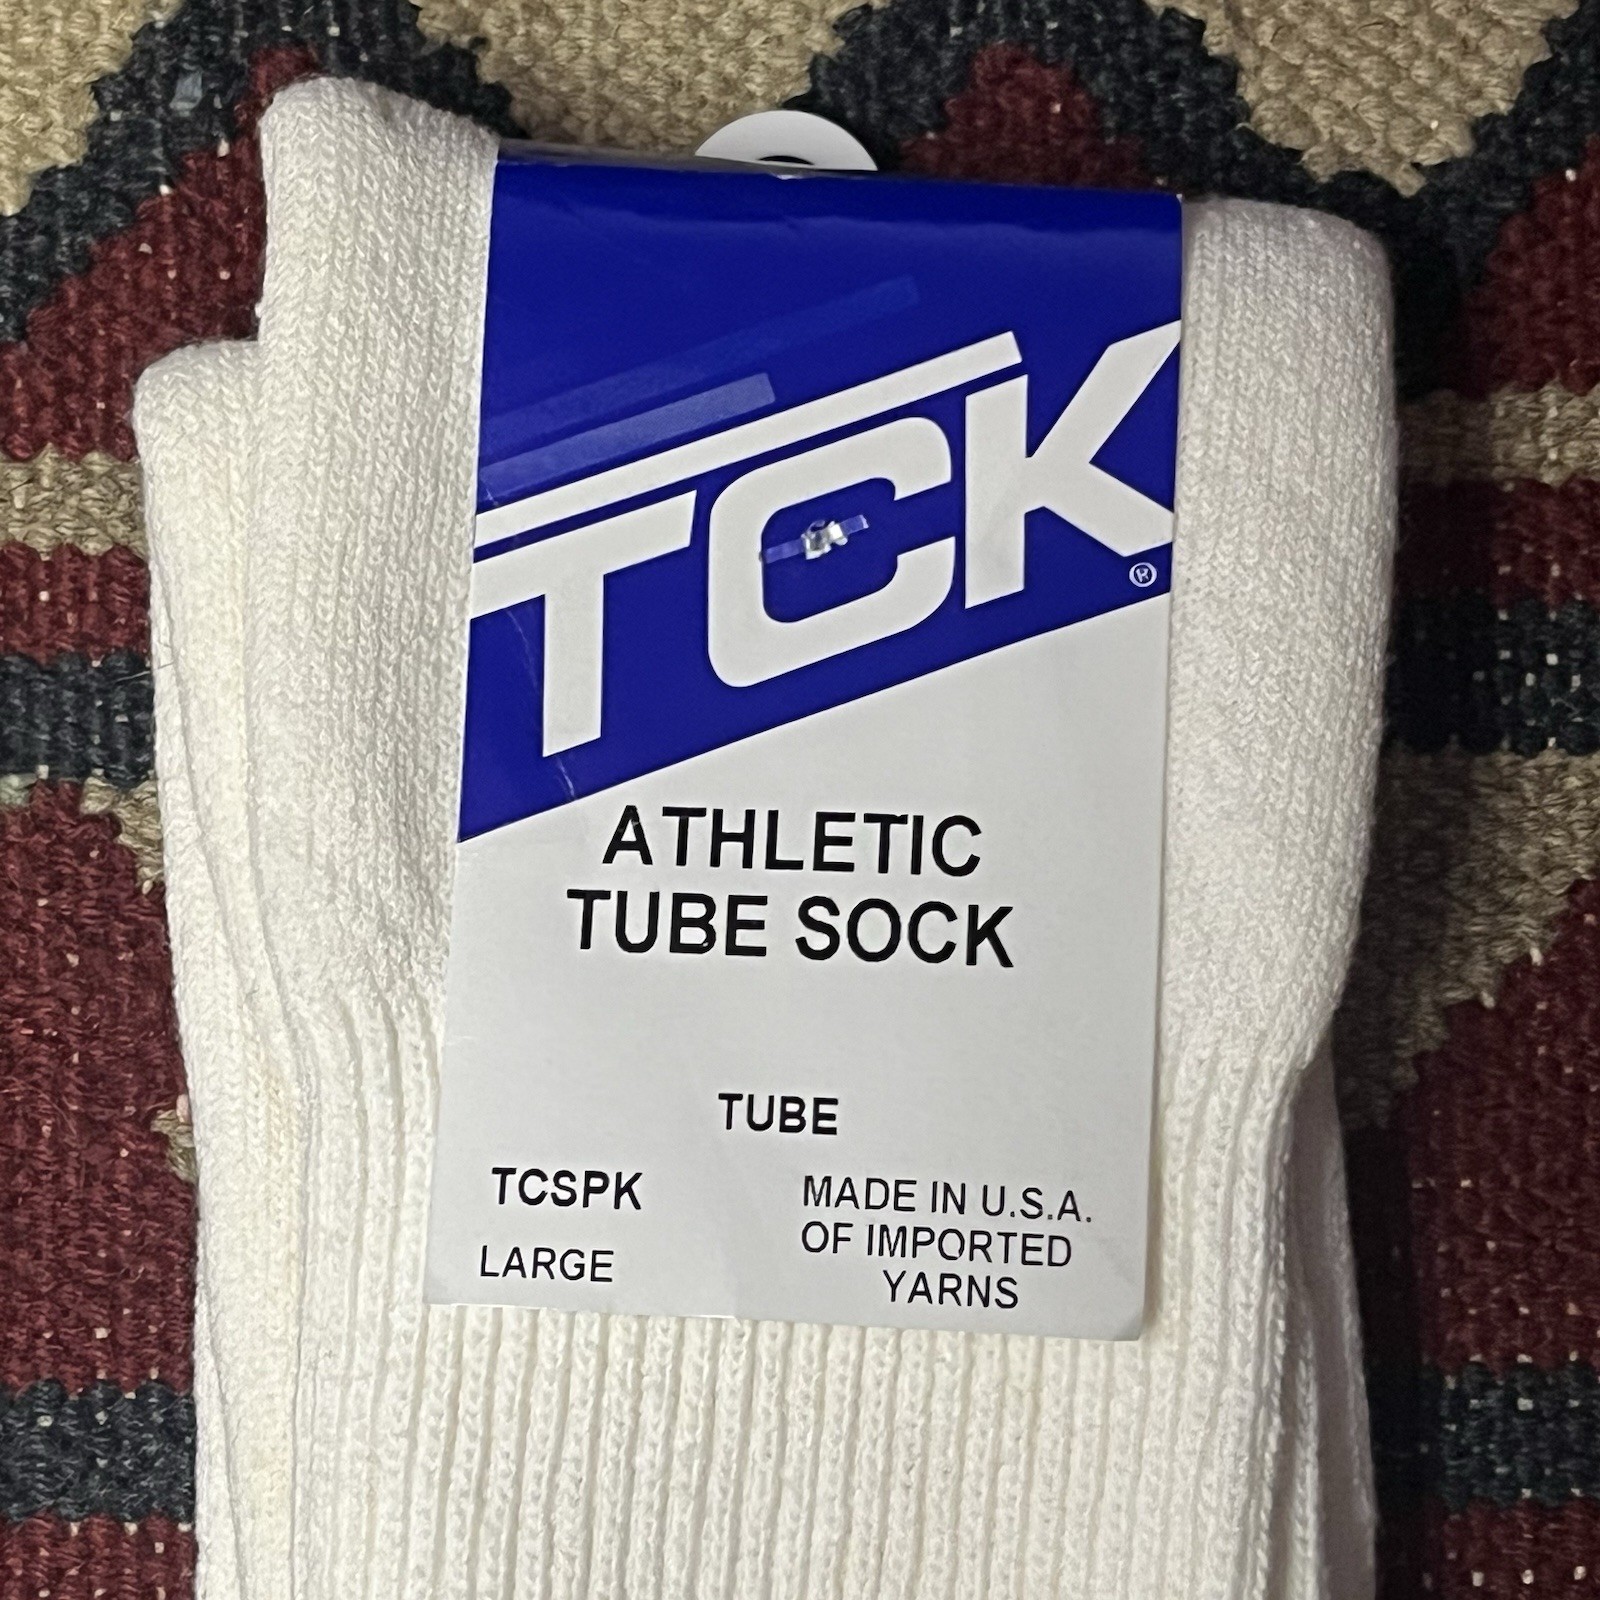 TCK®
ATHLETIC
TUBE SOCK
TUBE
TCSPK
LARGE
MADE IN U.S.A.
OF IMPORTED
YARNS